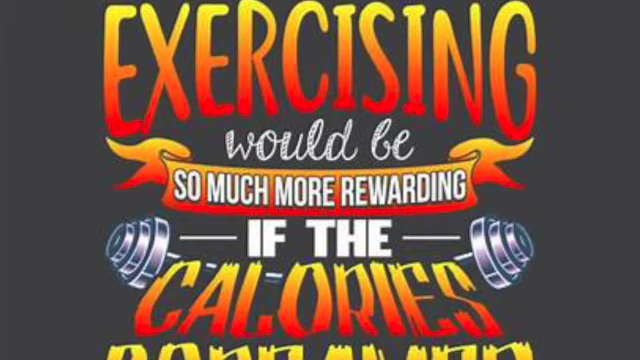 EXERCISING
would be
SO MUCH MORE REWARDING
IF THE
CALORIES